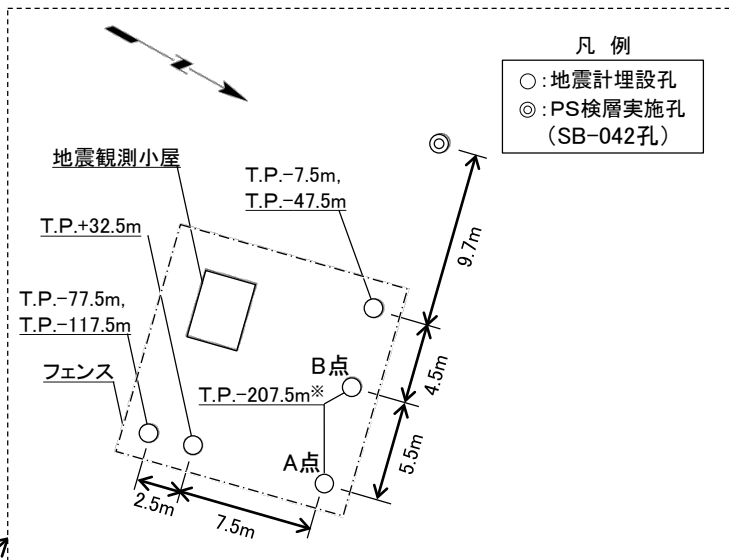 凡 例
○:地震計埋設孔
◎:PS検層実施孔
(SB-042孔)
地震観測小屋
T.P.-7.5m,
T.P.-47.5m
T.P.+32.5m
9.7m
T.P.-77.5m,
T.P.-117.5m
フェンス
B点
T.P.-207.5m※
4.5m
A点
5.5m
2.5m
7.5m